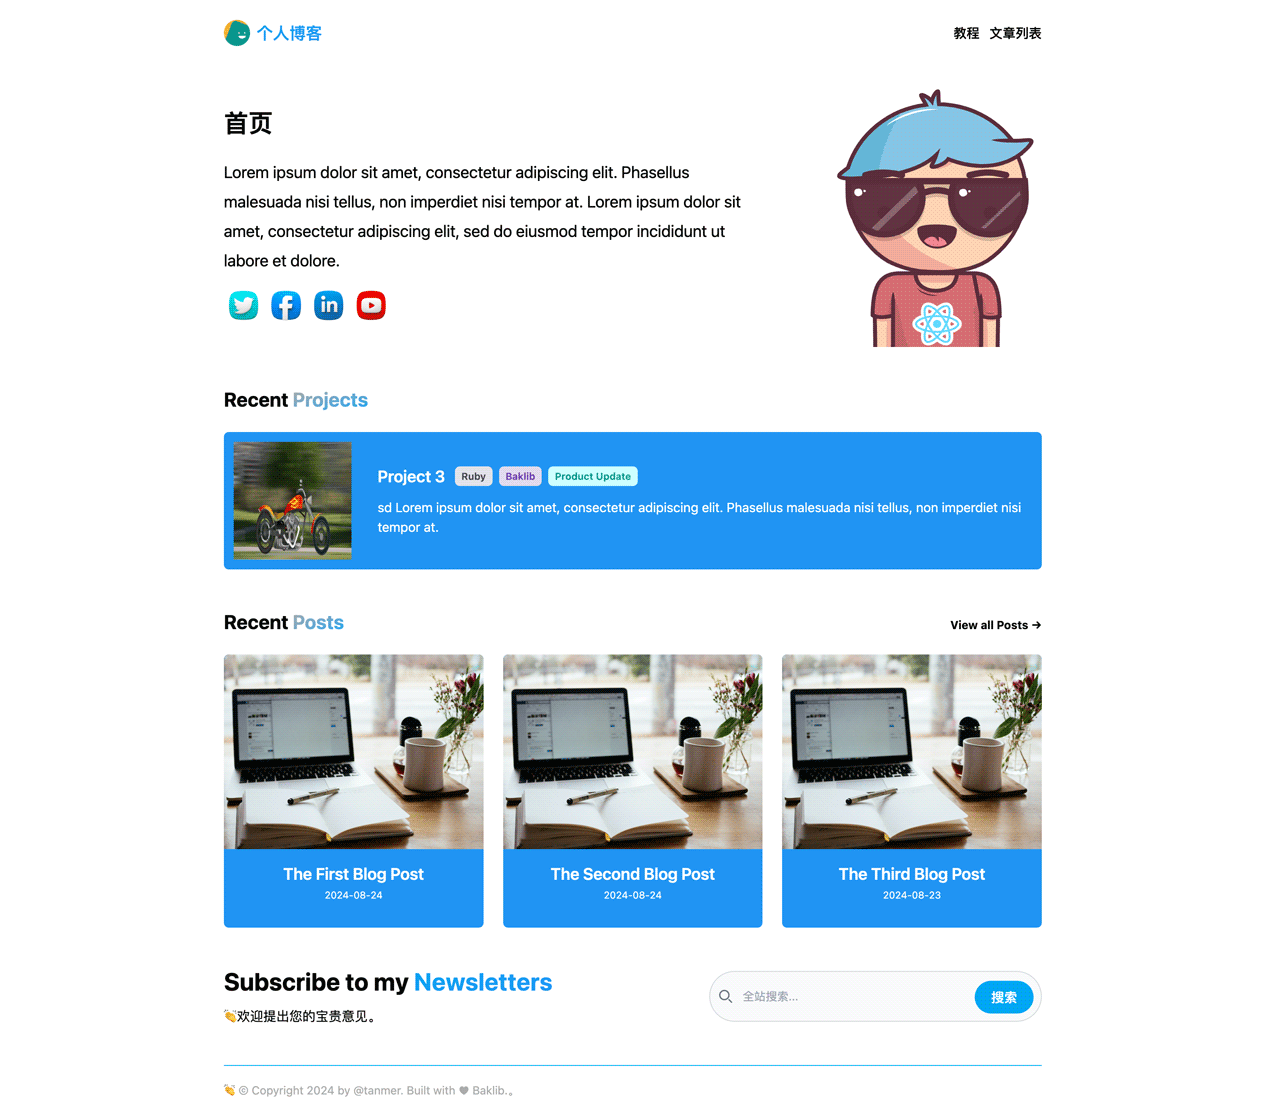 个人博客
教程 文章列表
首页
Lorem ipsum dolor sit amet, consectetur adipiscing elit. Phasellus
malesuada nisi tellus, non imperdiet nisi tempor at. Lorem ipsum dolor sit
amet, consectetur adipiscing elit, sed do eiusmod tempor incididunt ut
labore et dolore.
Recent Projects
Project 3 Ruby Baklib Product Update
sd Lorem ipsum dolor sit amet, consectetur adipiscing elit. Phasellus malesuada nisi tellus, non imperdiet nisi
tempor at.
Recent Posts
View all Posts →
The First Blog Post
2024-08-24
The Second Blog Post
2024-08-24
The Third Blog Post
2024-08-23
Subscribe to my Newsletters
👏欢迎提出您的宝贵意见。
全站搜索...
搜索
👏 © Copyright 2024 by @tanmer. Built with ♥ Baklib.。